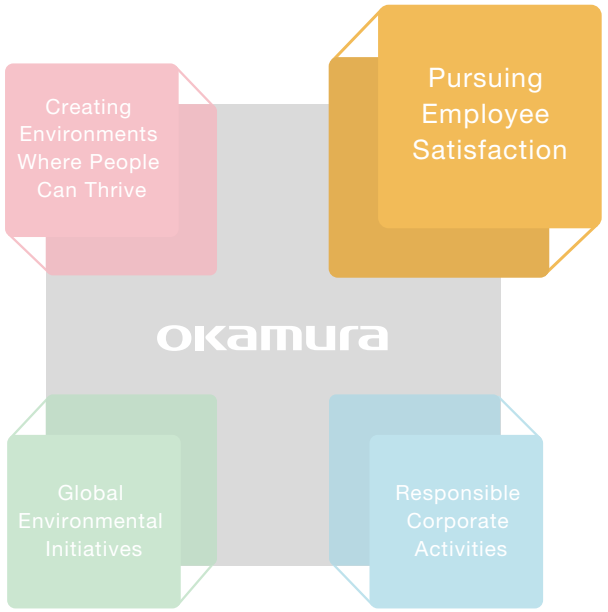 Creating
Environments
Where People
Can Thrive
Pursuing
Employee
Satisfaction
okamura
Global
Environmental
Initiatives
Responsible
Corporate
Activities